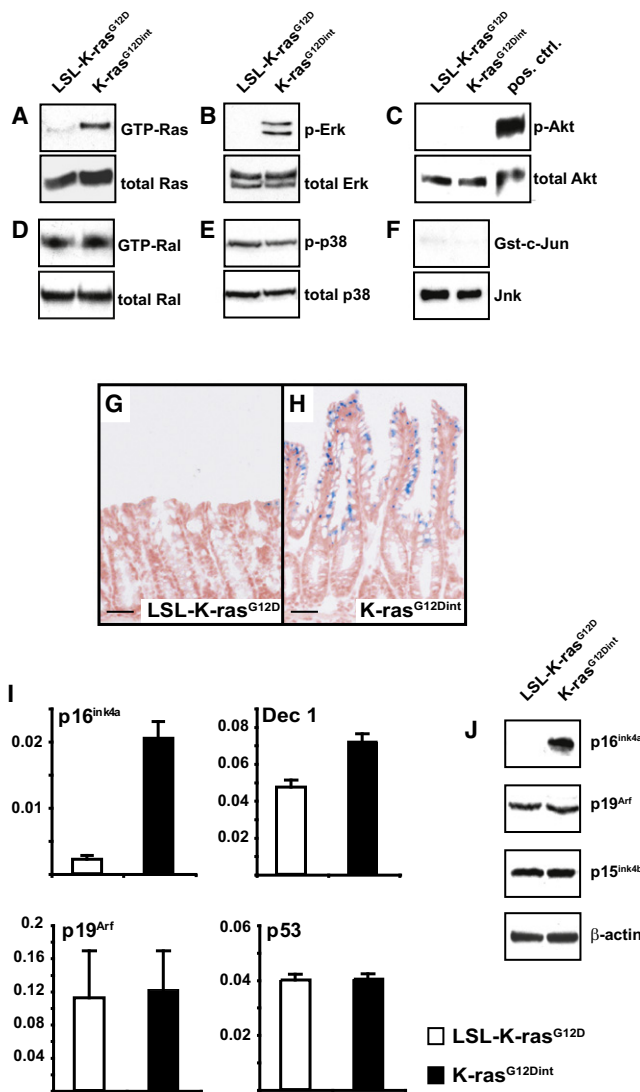 LSL-K-ras^G12D K-ras^G12Dint LSL-K-ras^G12D K-ras^G12Dint LSL-K-ras^G12D K-ras^G12Dint pos. ctrl.
A GTP-Ras B p-Erk C p-Akt
total Ras total Erk total Akt
D GTP-Ral E p-p38 F Gst-c-Jun
total Ral total p38 Jnk
G H
LSL-K-ras^G12D K-ras^G12Dint
I
p16^ink4a
0.02
0.01
Dec 1
0.08
0.06
0.04
0.02
p19^Arf
0.2
0.16
0.12
0.08
0.04
p53
0.06
0.04
0.02
LSL-K-ras^G12D K-ras^G12Dint
J p16^ink4a
p19^Arf
p15^ink4b
β-actin
LSL-K-ras^G12D
K-ras^G12Dint